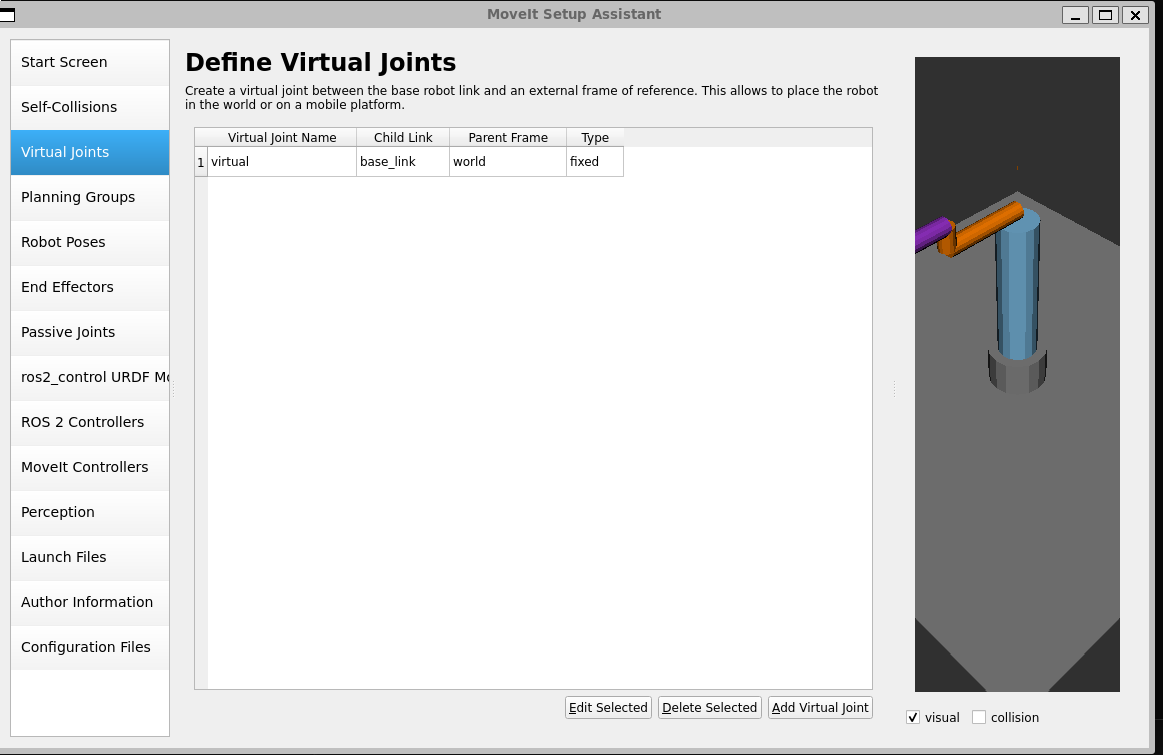 MoveIt Setup Assistant
Start Screen
Self-Collisions
Virtual Joints
Planning Groups
Robot Poses
End Effectors
Passive Joints
ros2_control URDF Mo
ROS 2 Controllers
MoveIt Controllers
Perception
Launch Files
Author Information
Configuration Files
Define Virtual Joints
Create a virtual joint between the base robot link and an external frame of reference. This allows to place the robot
in the world or on a mobile platform.
Virtual Joint Name Child Link Parent Frame Type
1 virtual base_link world fixed
Edit Selected Delete Selected Add Virtual Joint
visual collision